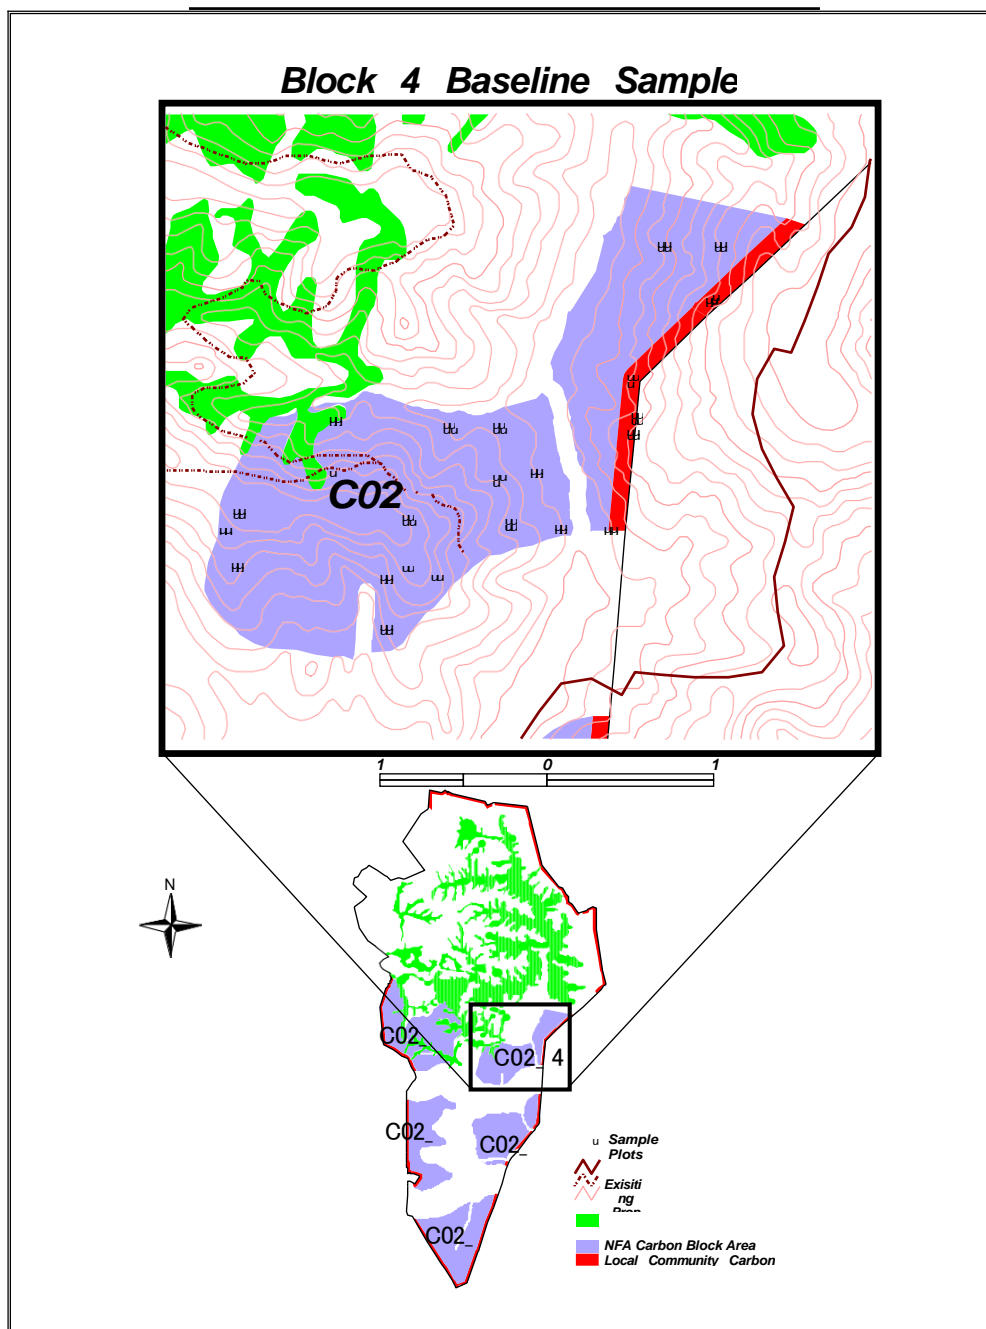 Block 4 Baseline Sample
C02
1 0 1
N
C02_
C02_ 4
C02_
C02_
C02_
u Sample
Plots
Exisiti
ng
NFA Carbon Block Area
Local Community Carbon